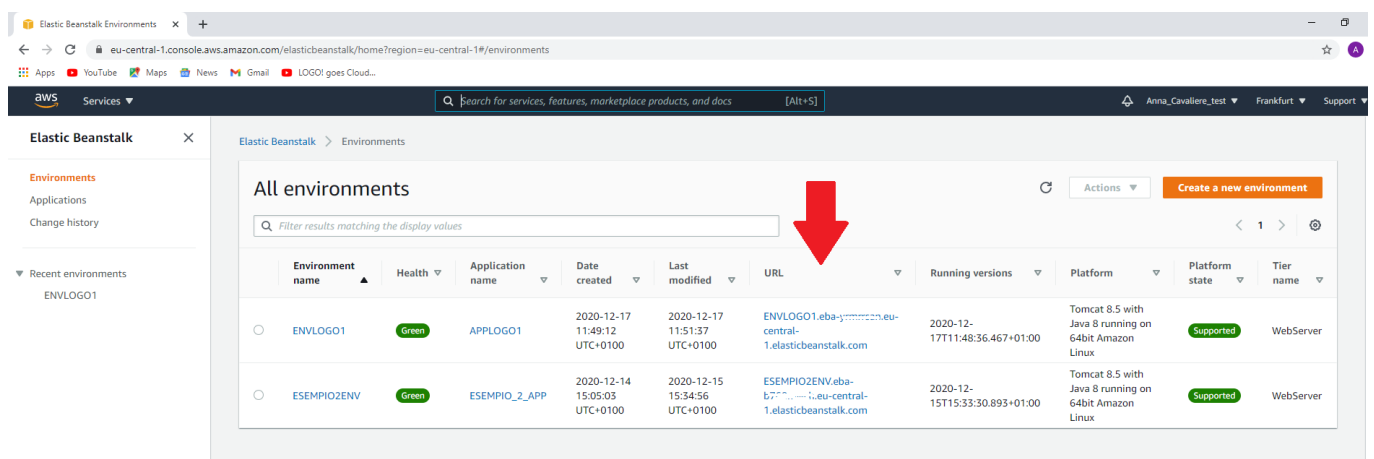 Elastic Beanstalk Environments
eu-central-1.console.aws.amazon.com/elasticbeanstalk/home?region=eu-central-1#/environments
A
Apps YouTube Maps News Gmail LOGO! goes Cloud...
aws Services Search for services, features, marketplace products, and docs [Alt+S] Anna_Cavaliere_test Frankfurt Support
Elastic Beanstalk
Environments
Applications
Change history
Recent environments
ENVLOGO1
Elastic Beanstalk > Environments
All environments
Actions
Create a new environment
Filter results matching the display values
< 1 >
Environment name Health Application name Date created Last modified URL Running versions Platform Platform state Tier name
ENVLOGO1
Green
APPLOGO1
2020-12-17
11:49:12
UTC+0100
2020-12-17
11:51:37
UTC+0100
ENVLOGO1.eba- .eu-
central-
1.elasticbeanstalk.com
2020-12-
17T11:48:36.467+01:00
Tomcat 8.5 with
Java 8 running on
64bit Amazon
Linux
Supported
WebServer
ESEMPIO2ENV
Green
ESEMPIO_2_APP
2020-12-14
15:05:03
UTC+0100
2020-12-15
15:34:56
UTC+0100
ESEMPIO2ENV.eba-
.eu-central-
1.elasticbeanstalk.com
2020-12-
15T15:33:30.893+01:00
Tomcat 8.5 with
Java 8 running on
64bit Amazon
Linux
Supported
WebServer